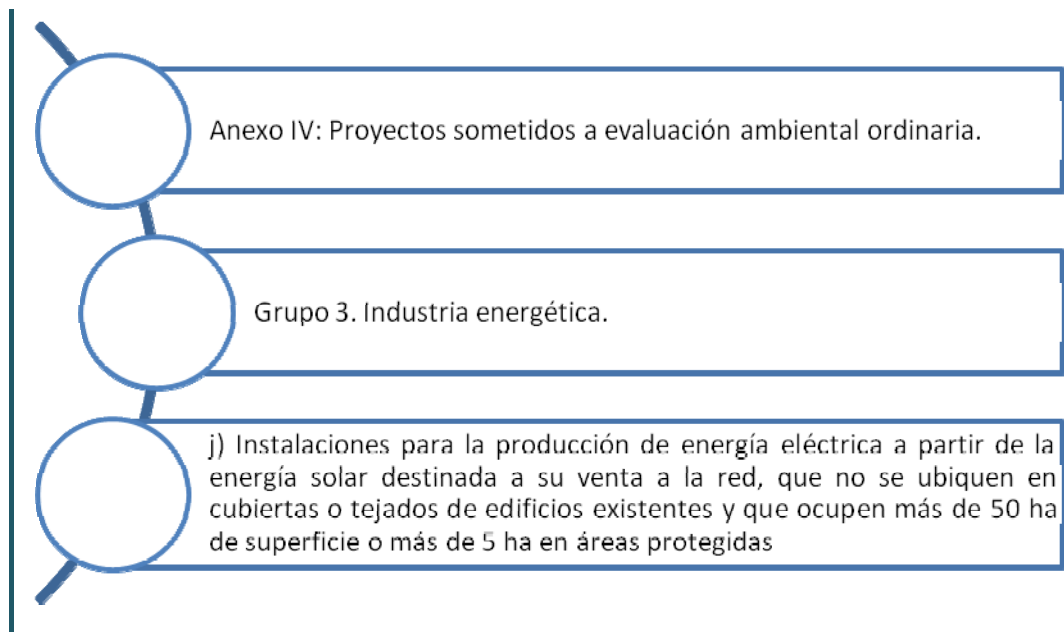 Anexo IV: Proyectos sometidos a evaluación ambiental ordinaria.
Grupo 3. Industria energética.
j) Instalaciones para la producción de energía eléctrica a partir de la
energía solar destinada a su venta a la red, que no se ubiquen en
cubiertas o tejados de edificios existentes y que ocupen más de 50 ha
de superficie o más de 5 ha en áreas protegidas